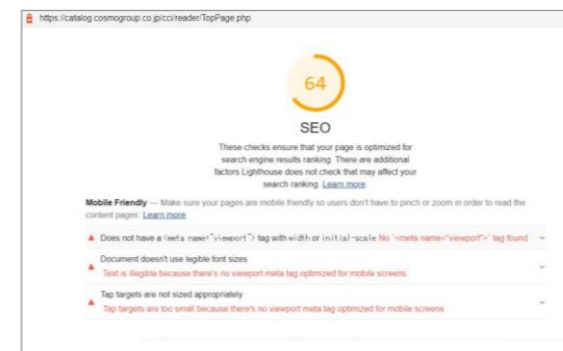 https://catalog.cosmogroup.co.jp/cci/reader/TopPage.php
64
SEO
These checks ensure that your page is optimized for
search engine results ranking. There are additional
factors Lighthouse does not check that may affect your
search ranking. Learn more
Mobile Friendly — Make sure your pages are mobile friendly so users don't have to pinch or zoom in order to read the
content pages. Learn more
Does not have a <meta name="viewport"> tag with width or initial-scale No `<meta name="viewport">` tag found
Document doesn't use legible font sizes
Text is illegible because there's no viewport meta tag optimized for mobile screens
Tap targets are not sized appropriately
Tap targets are too small because there's no viewport meta tag optimized for mobile screens